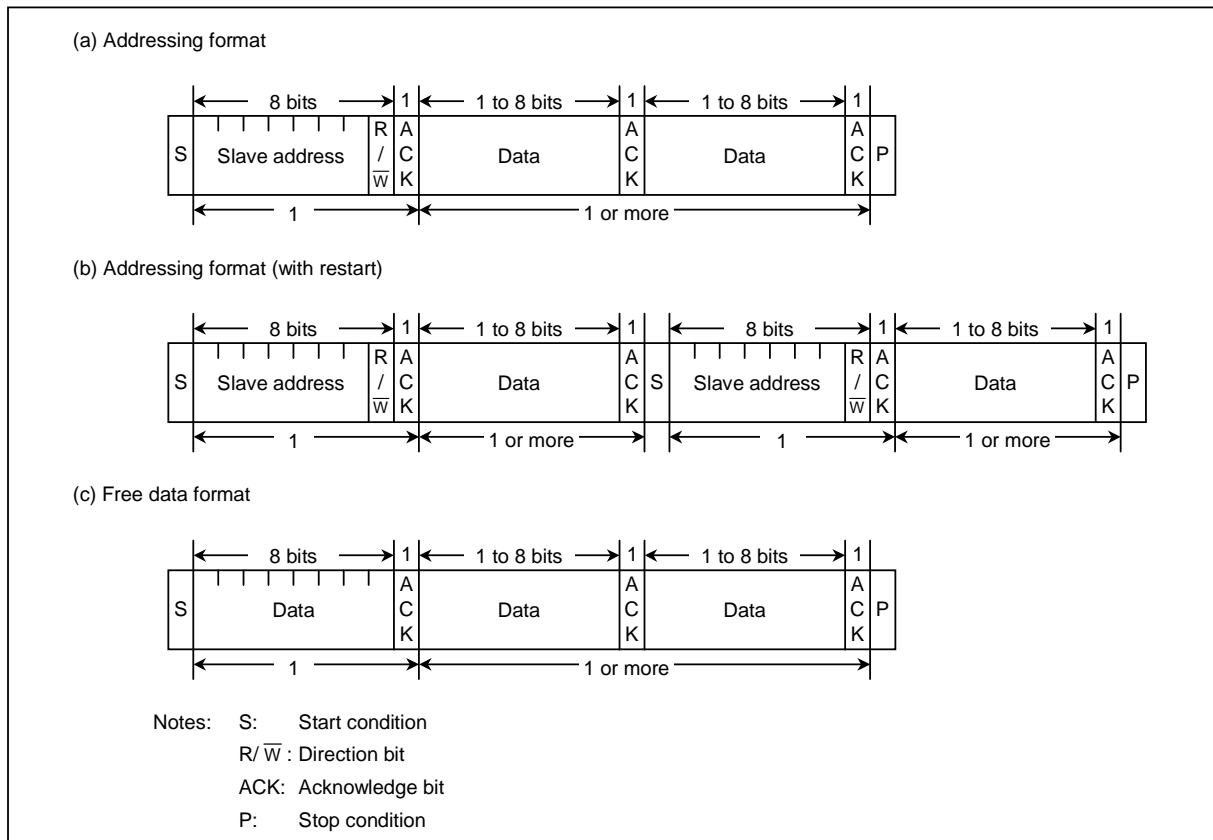 (a) Addressing format
8 bits 1 1 to 8 bits 1 1 to 8 bits 1
S Slave address R/W̅ ACK Data ACK Data ACK P
1 1 or more
(b) Addressing format (with restart)
8 bits 1 1 to 8 bits 1 8 bits 1 1 to 8 bits 1
S Slave address R/W̅ ACK Data ACK S Slave address R/W̅ ACK Data ACK P
1 1 or more 1 1 or more
(c) Free data format
8 bits 1 1 to 8 bits 1 1 to 8 bits 1
S Data ACK Data ACK Data ACK P
1 1 or more
Notes: S: Start condition
R/ W̅ : Direction bit
ACK: Acknowledge bit
P: Stop condition